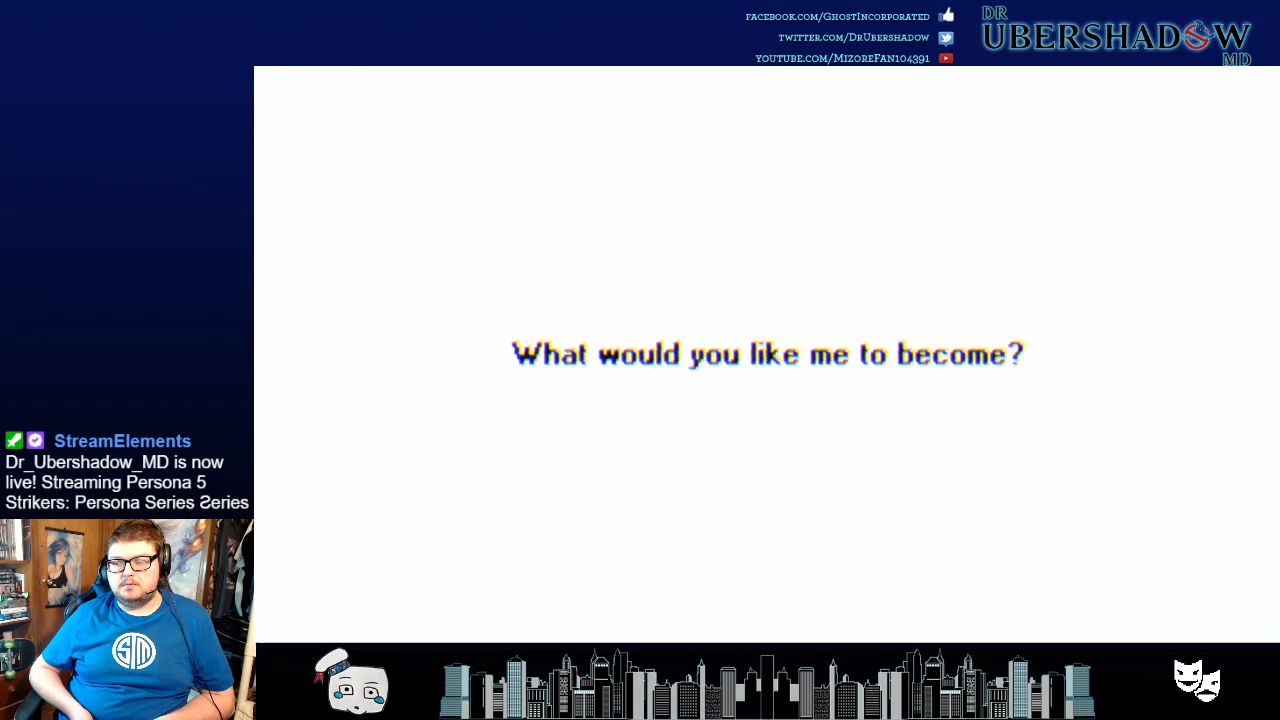 FACEBOOK.COM/GHOSTINCORPORATED
TWITTER.COM/DRUBERSHADOW
YOUTUBE.COM/MIZOREFAN104391
DR
UBERSHADOW
MD
What would you like me to become?
StreamElements
Dr_Ubershadow_MD is now
live! Streaming Persona 5
Strikers: Persona Series Series
TSM